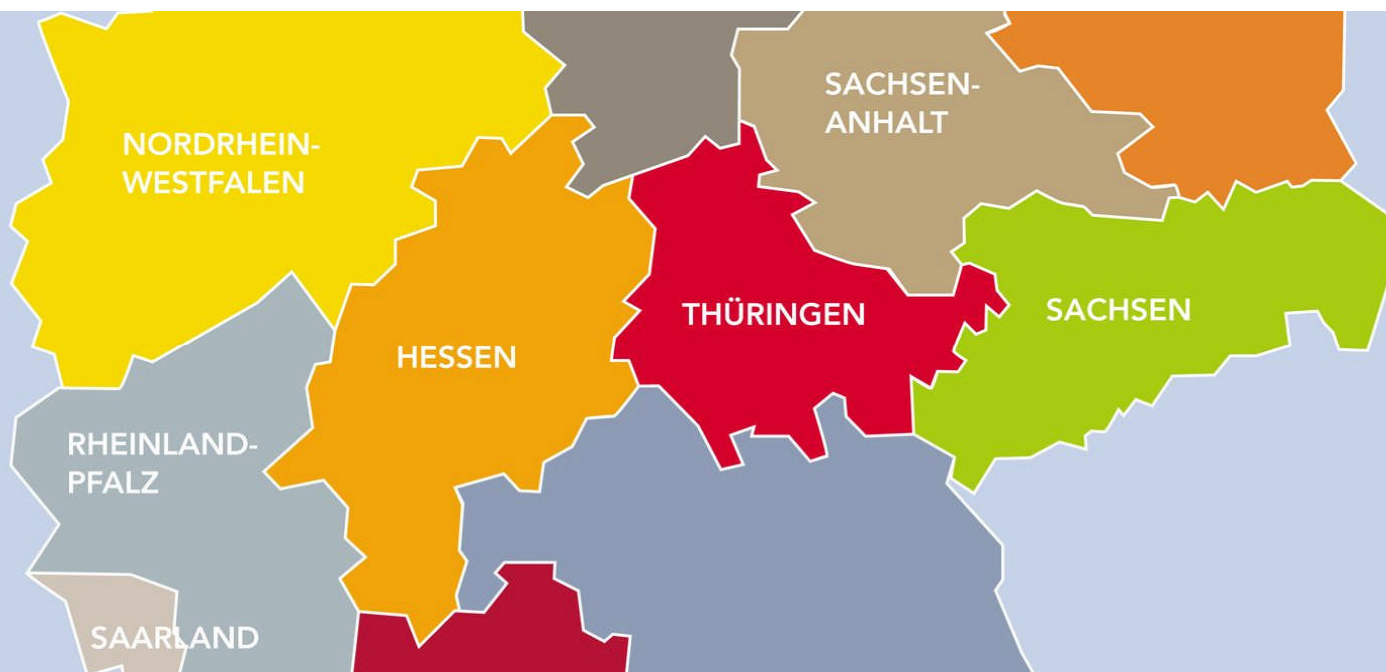 SACHSEN-
ANHALT
NORDRHEIN-
WESTFALEN
THÜRINGEN
SACHSEN
HESSEN
RHEINLAND-
PFALZ
SAARLAND